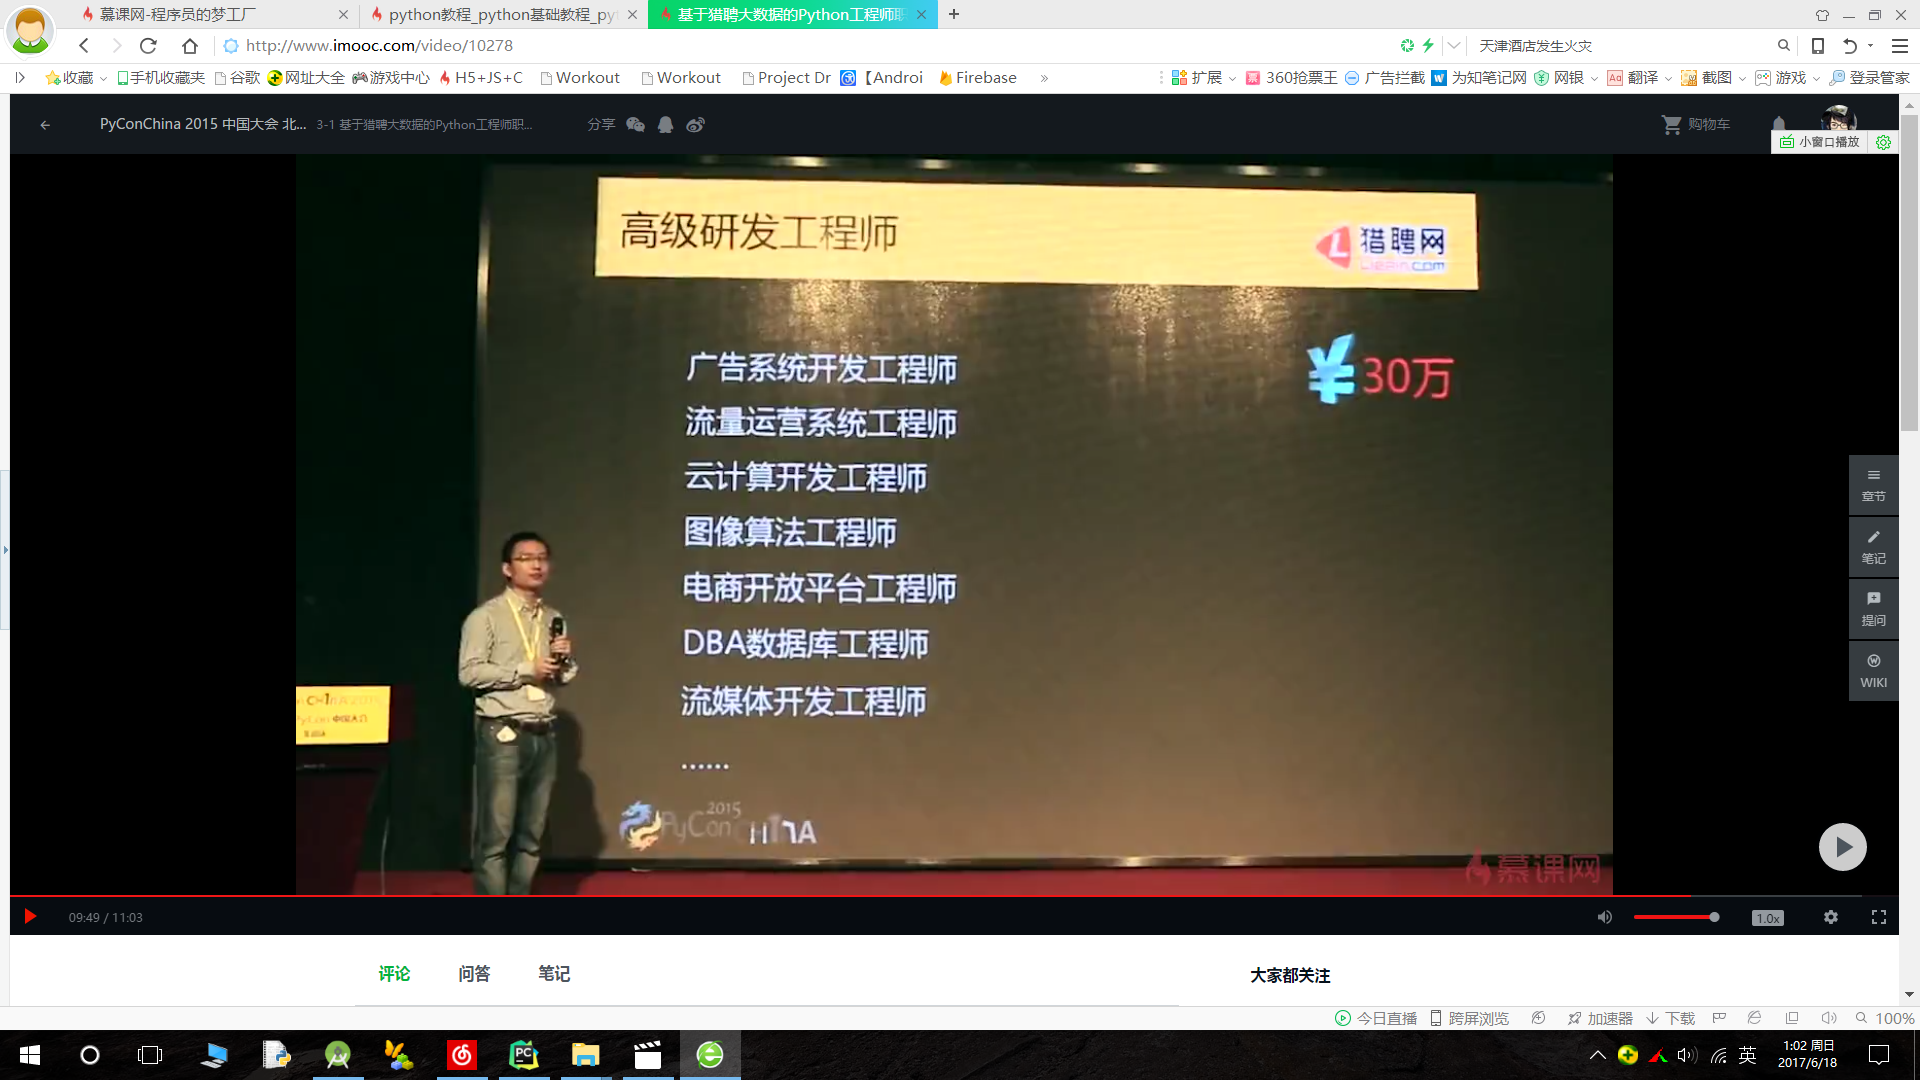 慕课网-程序员的梦工厂
python教程_python基础教程_py
基于猎聘大数据的Python工程师职
http://www.imooc.com/video/10278
天津酒店发生火灾
收藏 手机收藏夹 谷歌 网址大全 游戏中心 H5+JS+C Workout Workout Project Dr 【Androi Firebase »
扩展 360抢票王 广告拦截 为知笔记网 网银 翻译 截图 游戏 登录管家
PyConChina 2015 中国大会 北... 3-1 基于猎聘大数据的Python工程师职...
分享
购物车
小窗口播放
高级研发工程师
猎聘网
Liepin.com
广告系统开发工程师
¥30万
流量运营系统工程师
云计算开发工程师
图像算法工程师
电商开放平台工程师
DBA数据库工程师
流媒体开发工程师
......
2015
PyConCH1nA
慕课网
章节
笔记
提问
WIKI
09:49 / 11:03
1.0x
评论 问答 笔记
大家都关注
今日直播 跨屏浏览 加速器 下载 100%
英
1:02 周日
2017/6/18